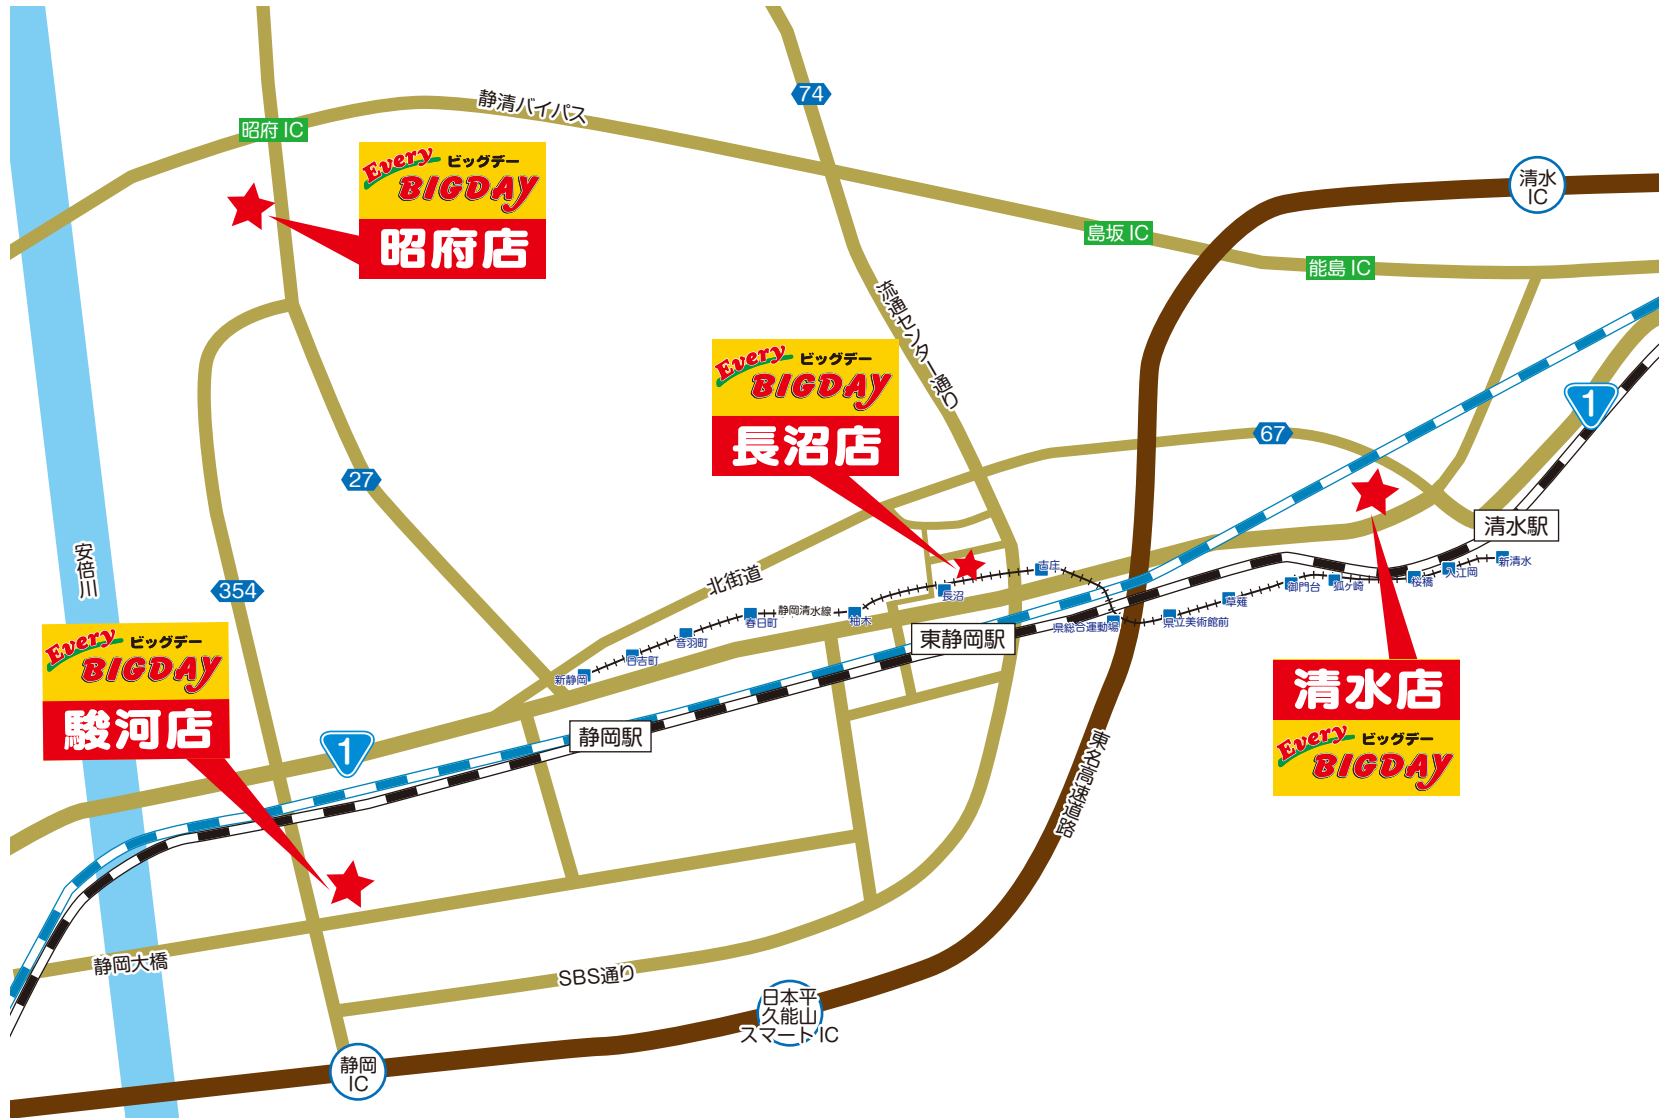 74
静清バイパス
昭府 IC
Every ビッグデー
BIGDAY
昭府店
清水
IC
島坂 IC
能島 IC
流通センター通り
Every ビッグデー
BIGDAY
長沼店
1
67
27
清水駅
安倍川
354
北街道
新静岡
日吉町
音羽町
春日町
静岡清水線
柚木
長沼
古庄
県総合運動場
県立美術館前
草薙
御門台
狐ヶ崎
桜橋
入江岡
新清水
東静岡駅
Every ビッグデー
BIGDAY
駿河店
1
静岡駅
清水店
Every ビッグデー
BIGDAY
東名高速道路
静岡大橋
SBS通り
日本平
久能山
スマートIC
静岡
IC